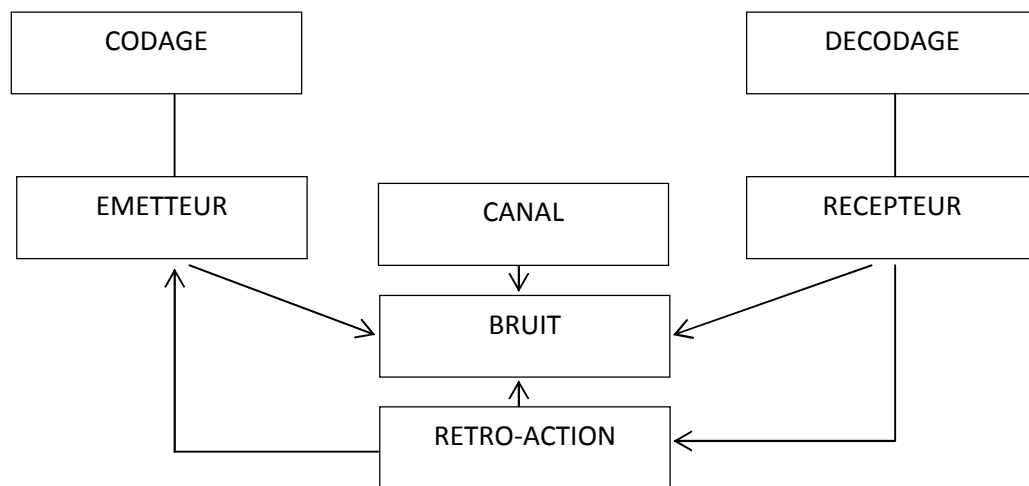 CODAGE
DECODAGE
EMETTEUR
CANAL
RECEPTEUR
BRUIT
RETRO-ACTION